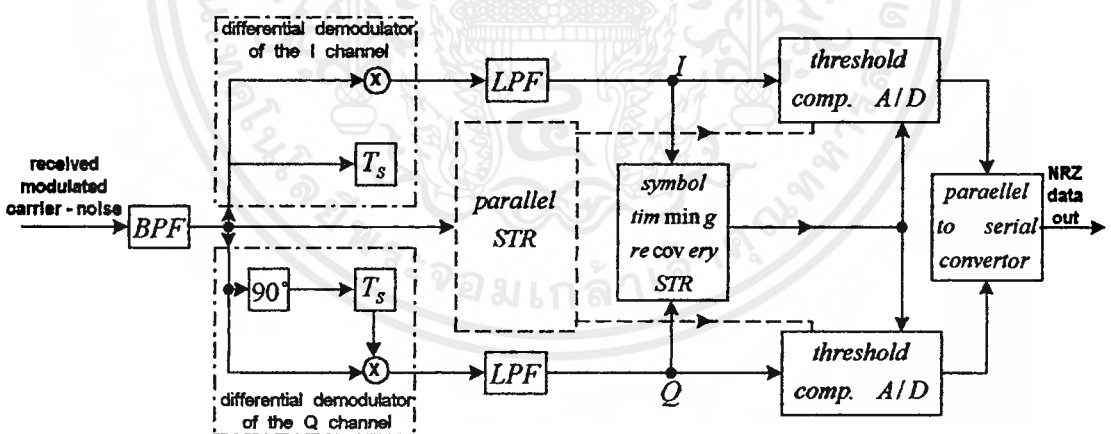 differential demodulator
of the I channel
X
LPF
I
threshold
comp. A/D
T_s
received
modulated
carrier - noise
BPF
parallel
STR
symbol
tim min g
re cov ery
STR
paraellel
to serial
convertor
NRZ
data
out
90°
T_s
X
LPF
Q
threshold
comp. A/D
differential demodulator
of the Q channel